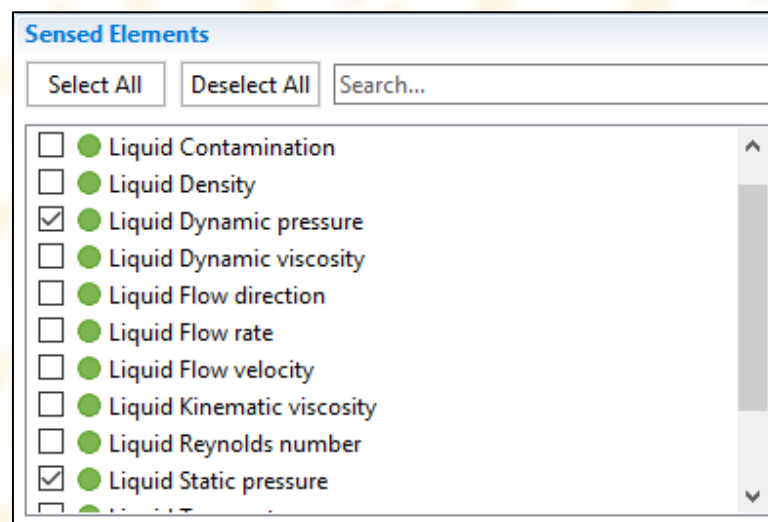 Sensed Elements
Select All Deselect All Search...
Liquid Contamination
Liquid Density
Liquid Dynamic pressure
Liquid Dynamic viscosity
Liquid Flow direction
Liquid Flow rate
Liquid Flow velocity
Liquid Kinematic viscosity
Liquid Reynolds number
Liquid Static pressure